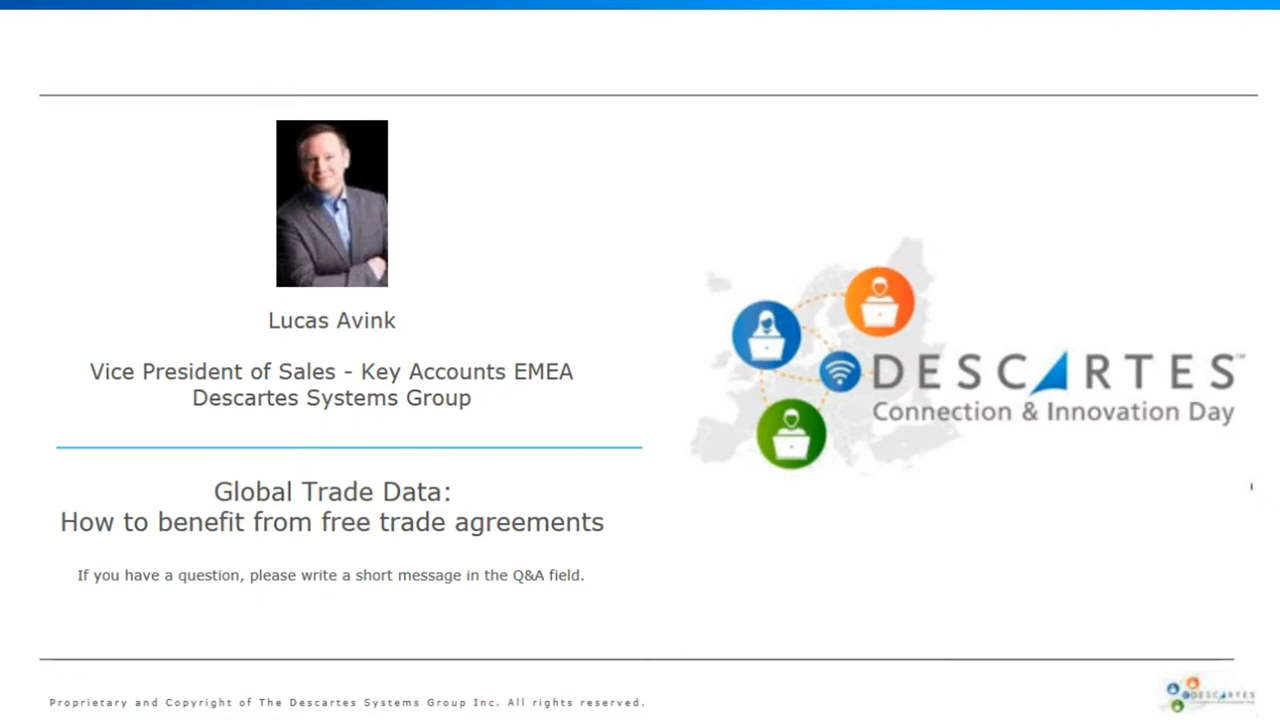 Lucas Avink
Vice President of Sales - Key Accounts EMEA
Descartes Systems Group
Global Trade Data:
How to benefit from free trade agreements
If you have a question, please write a short message in the Q&A field.
DESCARTES™
Connection & Innovation Day
Proprietary and Copyright of The Descartes Systems Group Inc. All rights reserved.
DESCARTES